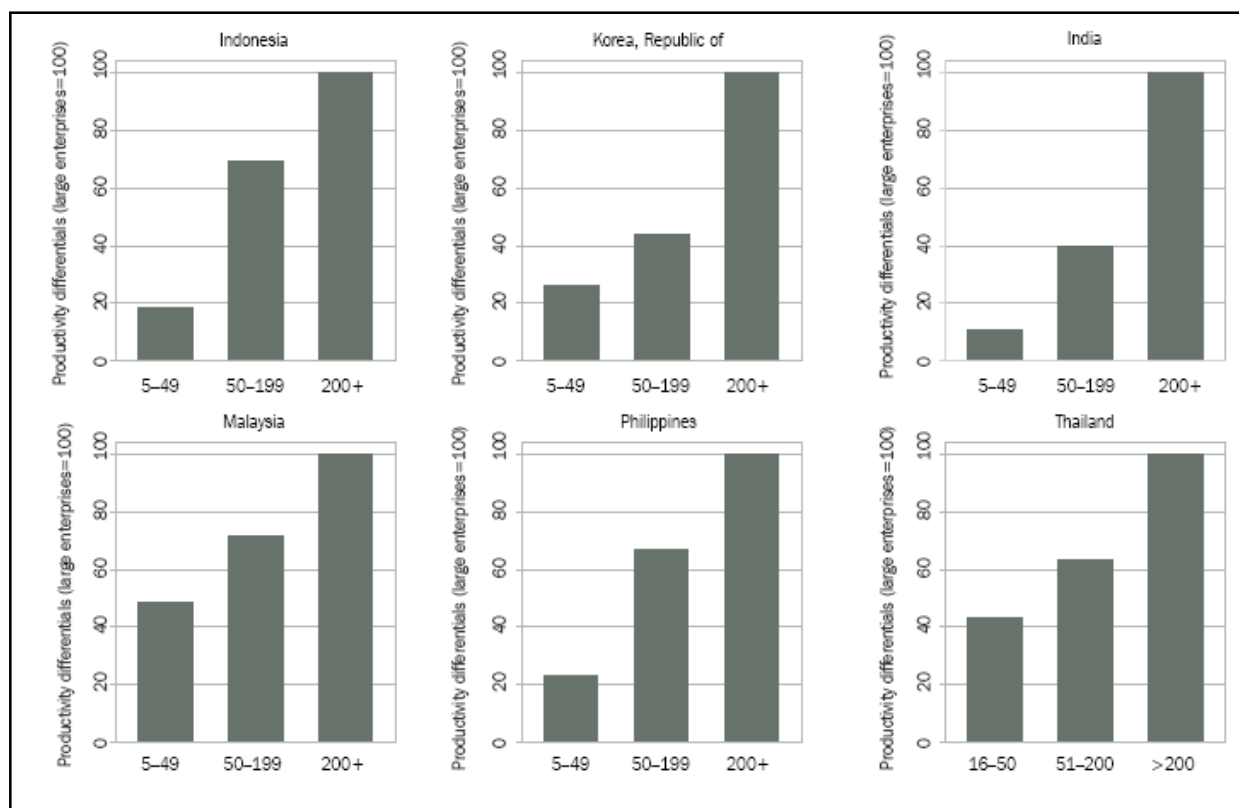 Indonesia
Productivity differentials (large enterprises=100)
100
80
60
40
20
0
5–49 50–199 200+
Korea, Republic of
Productivity differentials (large enterprises=100)
100
80
60
40
20
0
5–49 50–199 200+
India
Productivity differentials (large enterprises=100)
100
80
60
40
20
0
5–49 50–199 200+
Malaysia
Productivity differentials (large enterprises=100)
100
80
60
40
20
0
5–49 50–199 200+
Philippines
Productivity differentials (large enterprises=100)
100
80
60
40
20
0
5–49 50–199 200+
Thailand
Productivity differentials (large enterprises=100)
100
80
60
40
20
0
16–50 51–200 >200